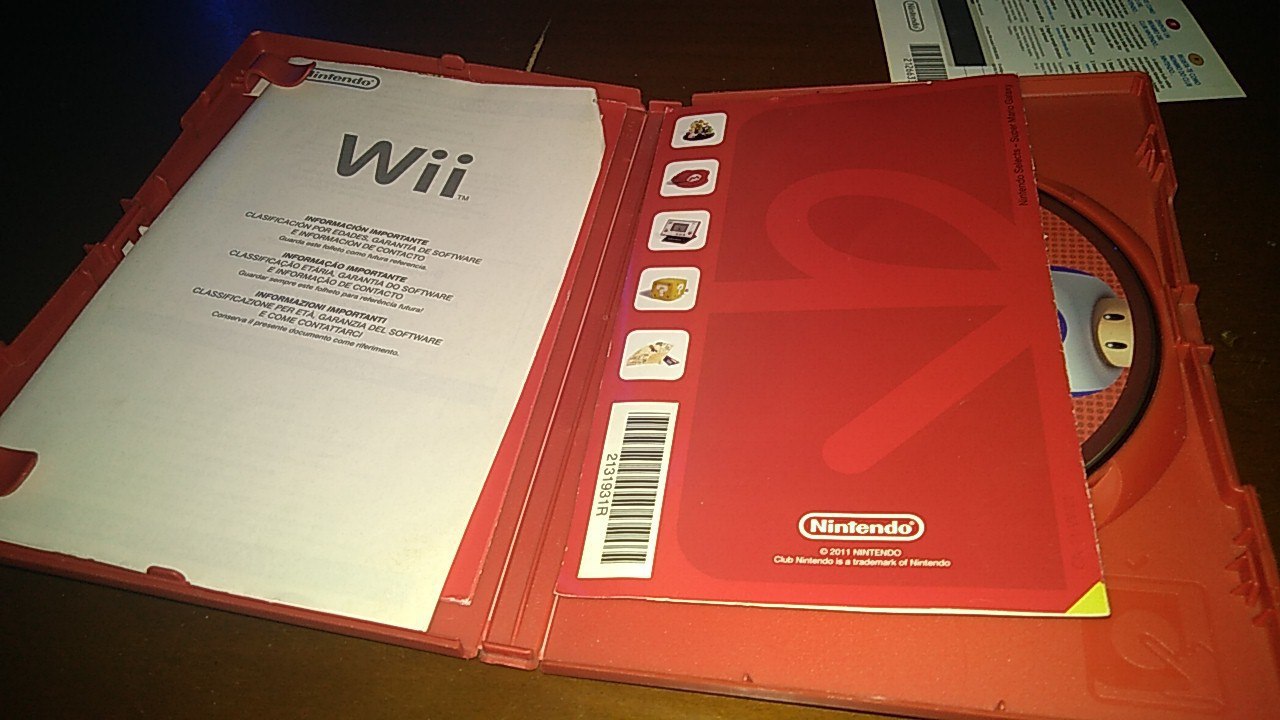 Nintendo
Wii
TM
INFORMACIÓN IMPORTANTE
CLASIFICACIÓN POR EDADES, GARANTÍA DE SOFTWARE
E INFORMACIÓN DE CONTACTO
Guarda este folleto como futura referencia.
INFORMAÇÃO IMPORTANTE
CLASSIFICAÇÃO ETÁRIA, GARANTIA DO SOFTWARE
E INFORMAÇÃO DE CONTACTO
Guardar sempre este folheto para referência futura!
INFORMAZIONI IMPORTANTI
CLASSIFICAZIONE PER ETÀ, GARANZIA DEL SOFTWARE
E COME CONTATTARCI
Conserva il presente documento come riferimento.
2131931R
Nintendo Selects - Super Mario Galaxy
Nintendo®
© 2011 NINTENDO
Club Nintendo is a trademark of Nintendo
Nintendo